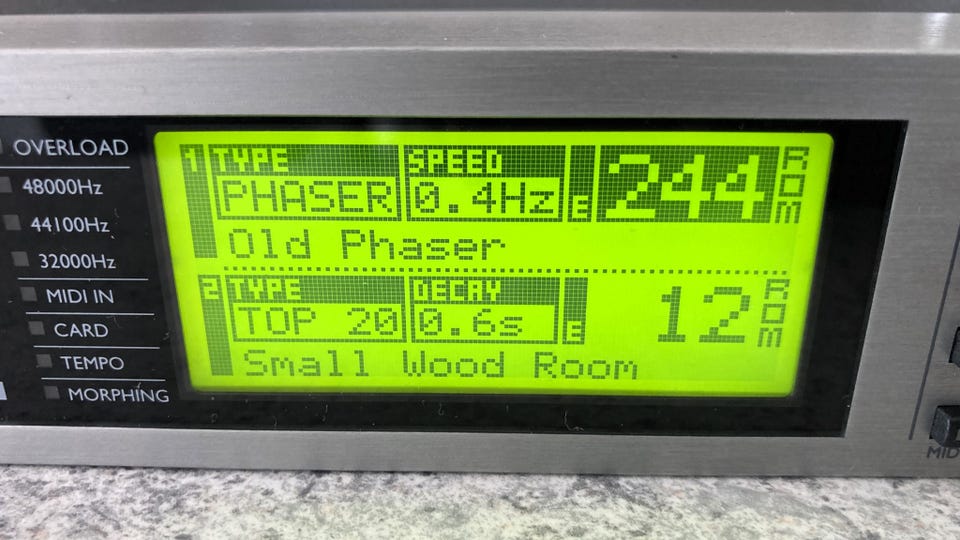 OVERLOAD
48000Hz
44100Hz
32000Hz
MIDI IN
CARD
TEMPO
MORPHING
1 TYPE SPEED
PHASER 0.4Hz E 244 ROM
Old Phaser
2 TYPE DECAY
TOP 20 0.6s E 12 ROM
Small Wood Room